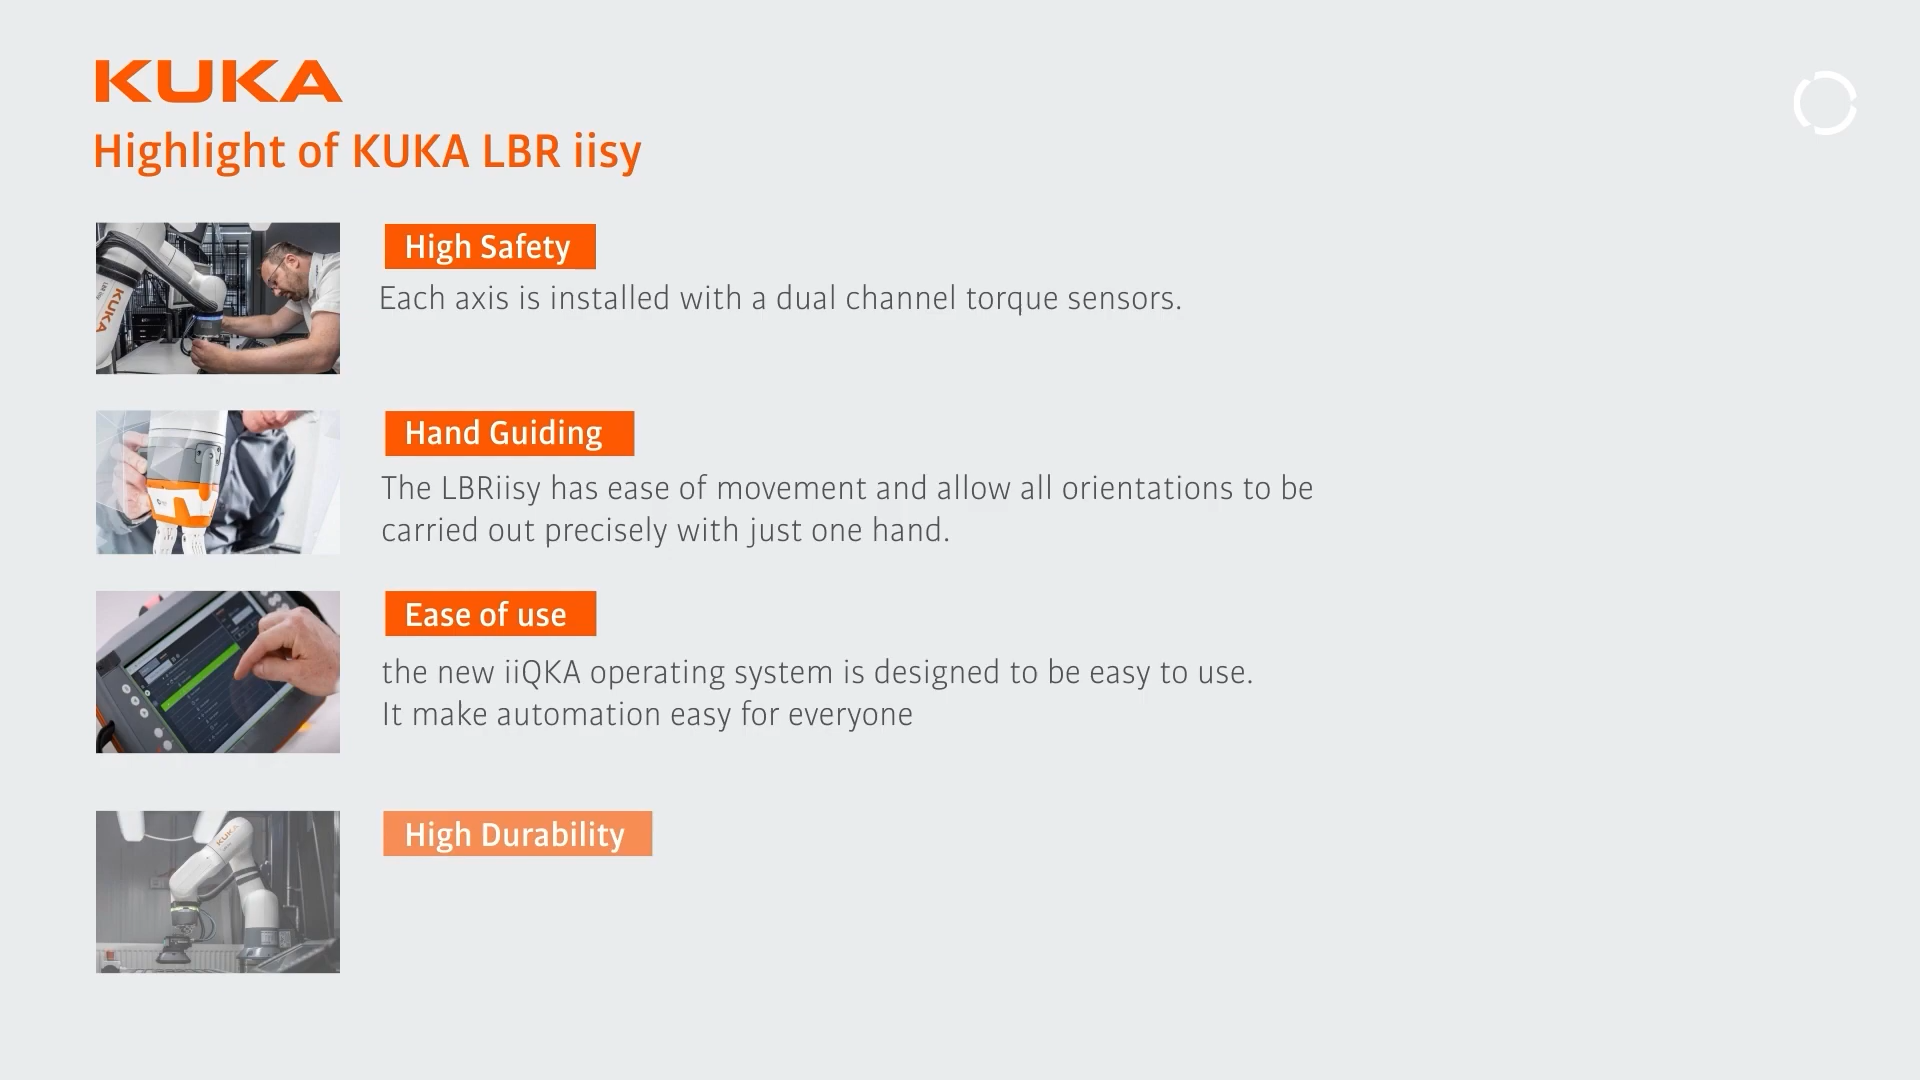 KUKA
Highlight of KUKA LBR iisy
High Safety
Each axis is installed with a dual channel torque sensors.
KUKA
Hand Guiding
The LBRiisy has ease of movement and allow all orientations to be
carried out precisely with just one hand.
Ease of use
the new iiQKA operating system is designed to be easy to use.
It make automation easy for everyone
High Durability
KUKA